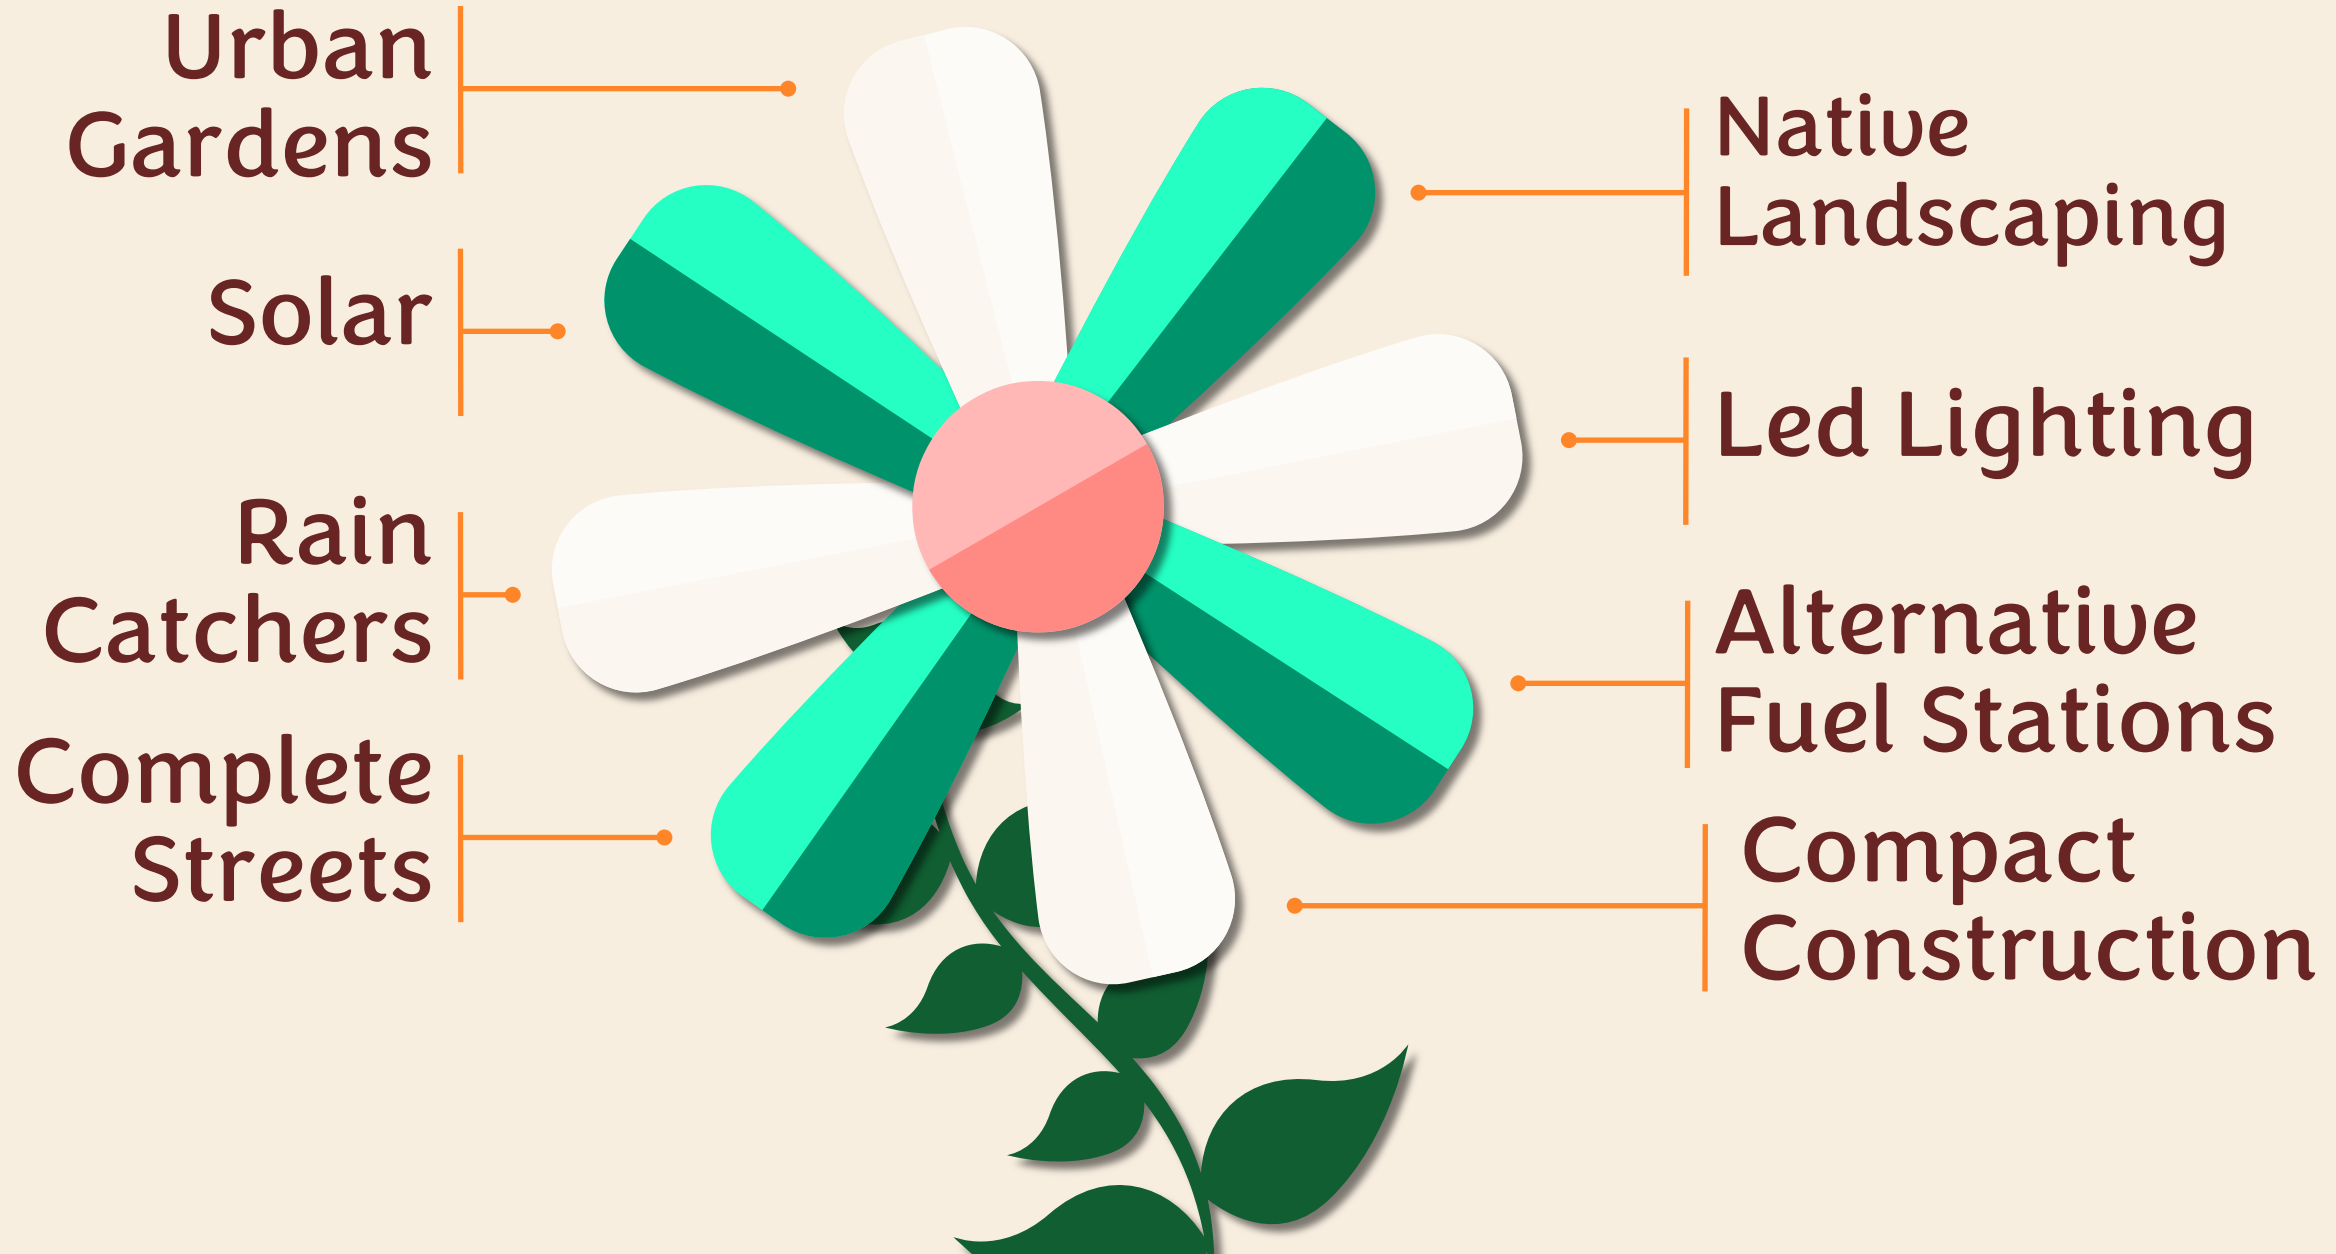 Urban
Gardens
Solar
Rain
Catchers
Complete
Streets
Native
Landscaping
Led Lighting
Alternative
Fuel Stations
Compact
Construction